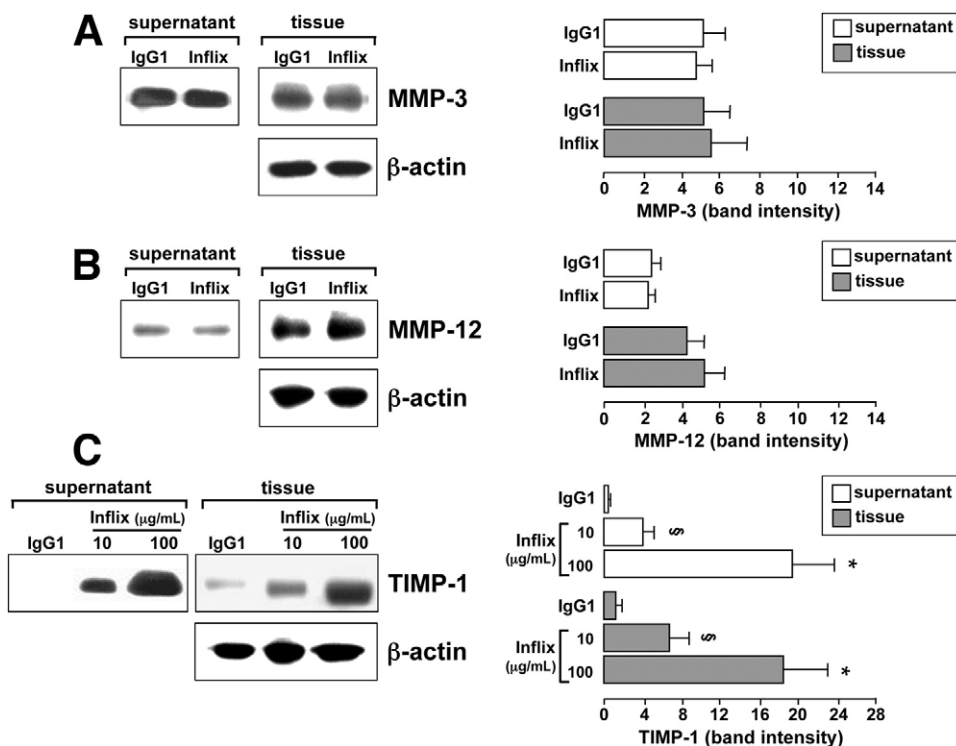 A
supernatant tissue
IgG1 Inflix IgG1 Inflix
MMP-3
β-actin
IgG1
Inflix
IgG1
Inflix
supernatant
tissue
0 2 4 6 8 10 12 14
MMP-3 (band intensity)
B
supernatant tissue
IgG1 Inflix IgG1 Inflix
MMP-12
β-actin
IgG1
Inflix
IgG1
Inflix
supernatant
tissue
0 2 4 6 8 10 12 14
MMP-12 (band intensity)
C
supernatant tissue
Inflix (μg/mL) Inflix (μg/mL)
IgG1 10 100 IgG1 10 100
TIMP-1
β-actin
IgG1
Inflix (μg/mL)
10 §
100 *
IgG1
Inflix (μg/mL)
10 §
100 *
supernatant
tissue
0 4 8 12 16 20 24 28
TIMP-1 (band intensity)